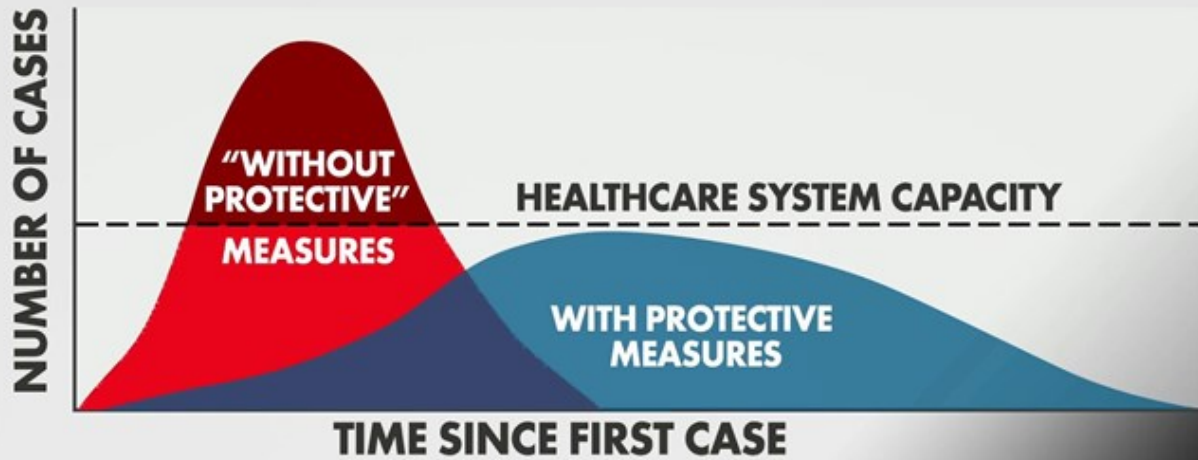 NUMBER OF CASES
“WITHOUT
PROTECTIVE”
MEASURES
HEALTHCARE SYSTEM CAPACITY
WITH PROTECTIVE
MEASURES
TIME SINCE FIRST CASE